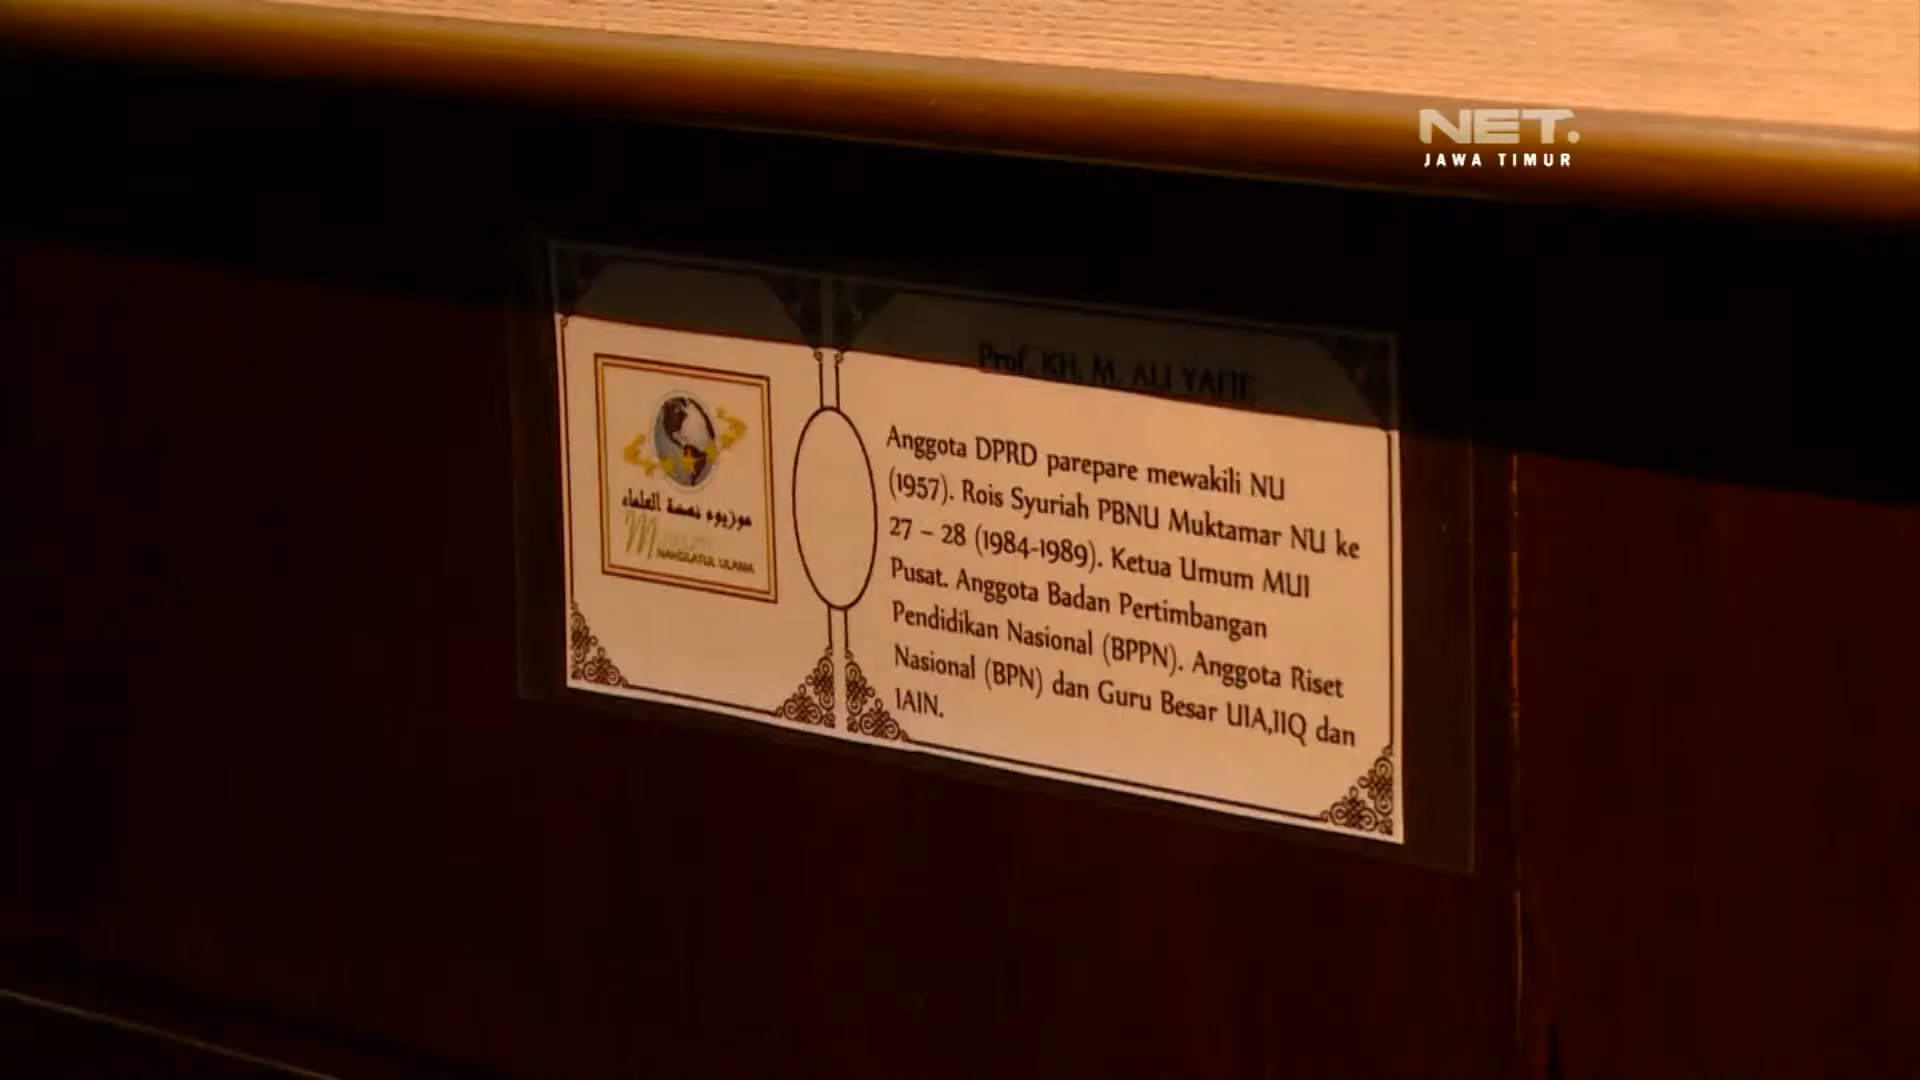 NET.
JAWA TIMUR
Prof. KH. M. ALI YAFIE
Anggota DPRD parepare mewakili NU
(1957). Rois Syuriah PBNU Muktamar NU ke
27 – 28 (1984-1989). Ketua Umum MUI
Pusat. Anggota Badan Pertimbangan
Pendidikan Nasional (BPPN). Anggota Riset
Nasional (BPN) dan Guru Besar UIA,IIQ dan
IAIN.
موزيوم نهضة العلماء
Museum
NAHDLATUL ULAMA